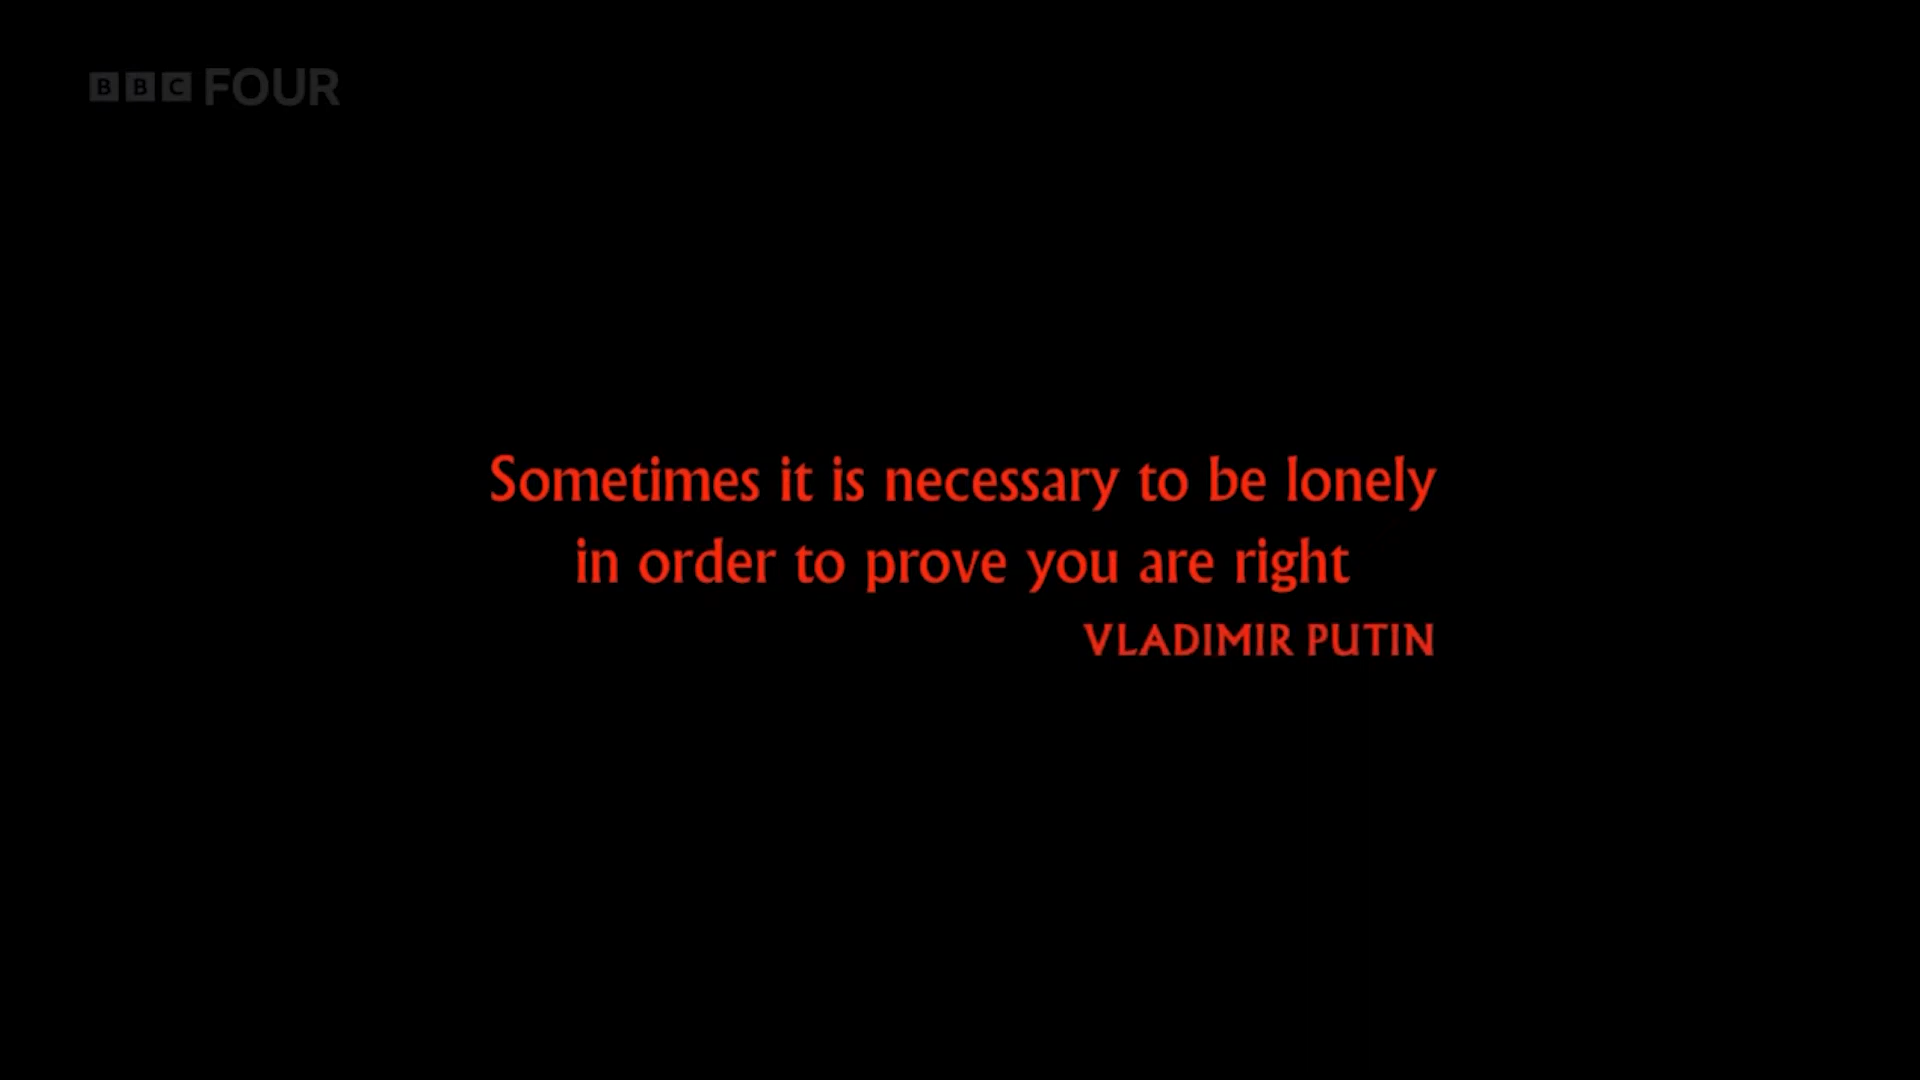 BBC FOUR
Sometimes it is necessary to be lonely
in order to prove you are right
VLADIMIR PUTIN